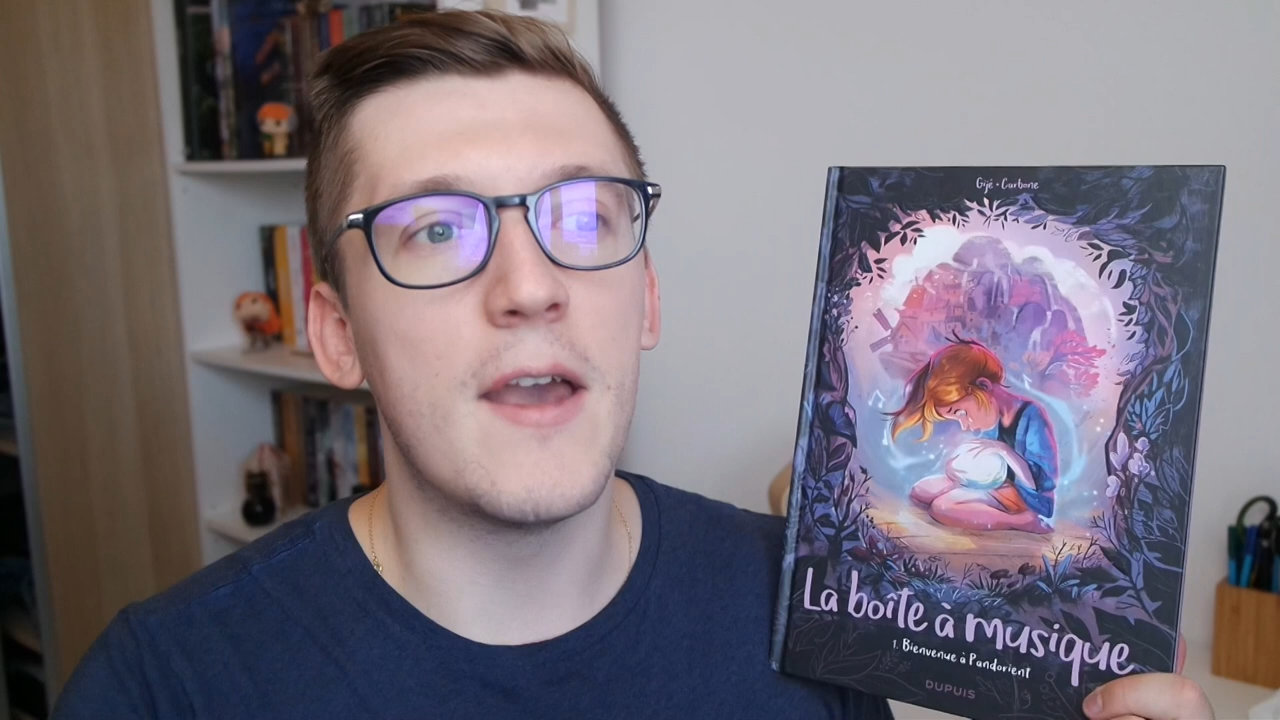 Gijé • Carbone
La boîte à musique
1. Bienvenue à Pandorient
DUPUIS